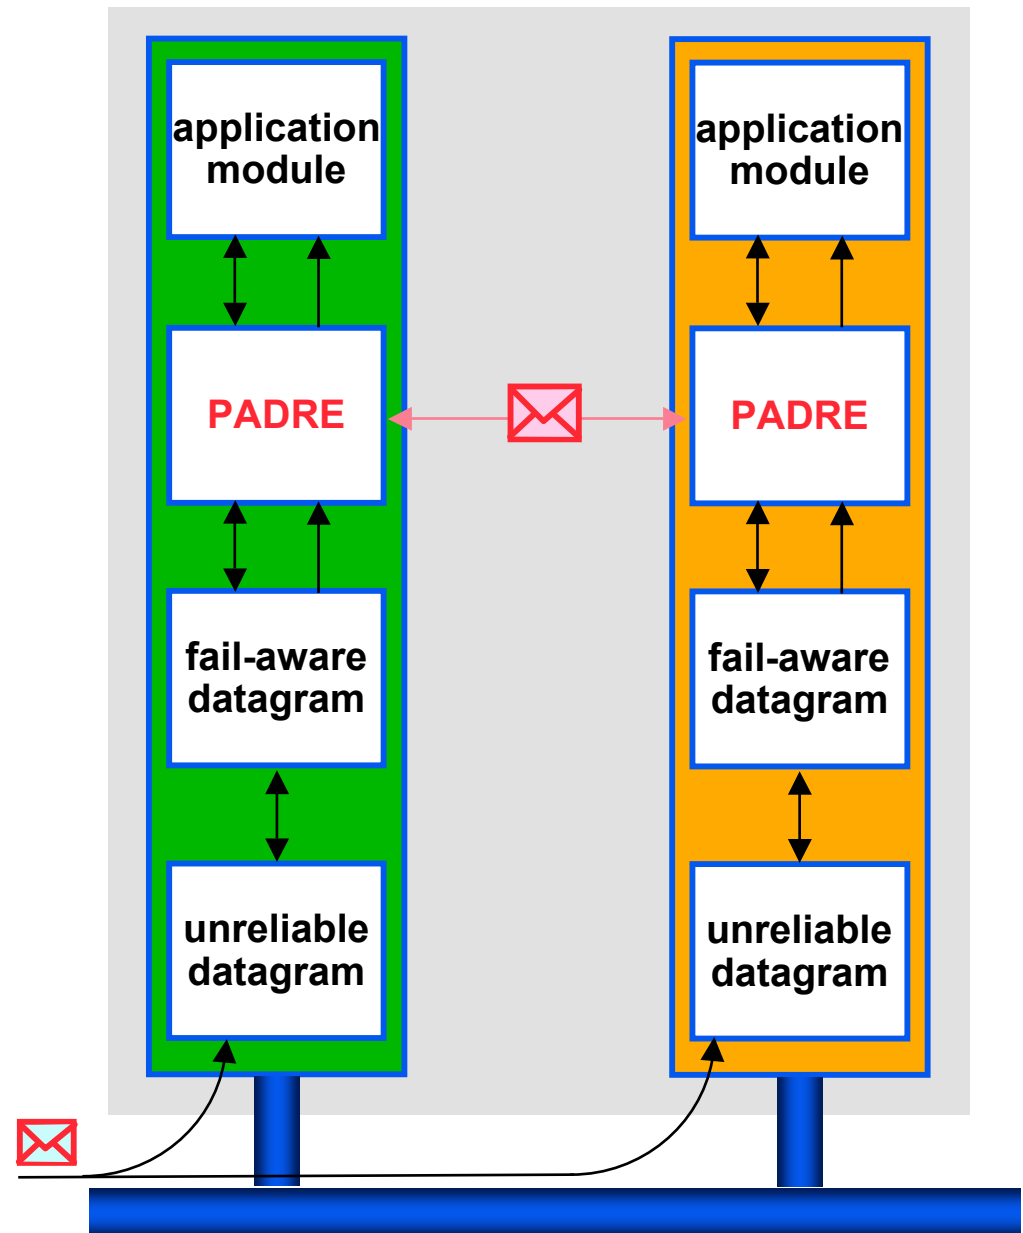 application
module
PADRE
fail-aware
datagram
unreliable
datagram
application
module
PADRE
fail-aware
datagram
unreliable
datagram